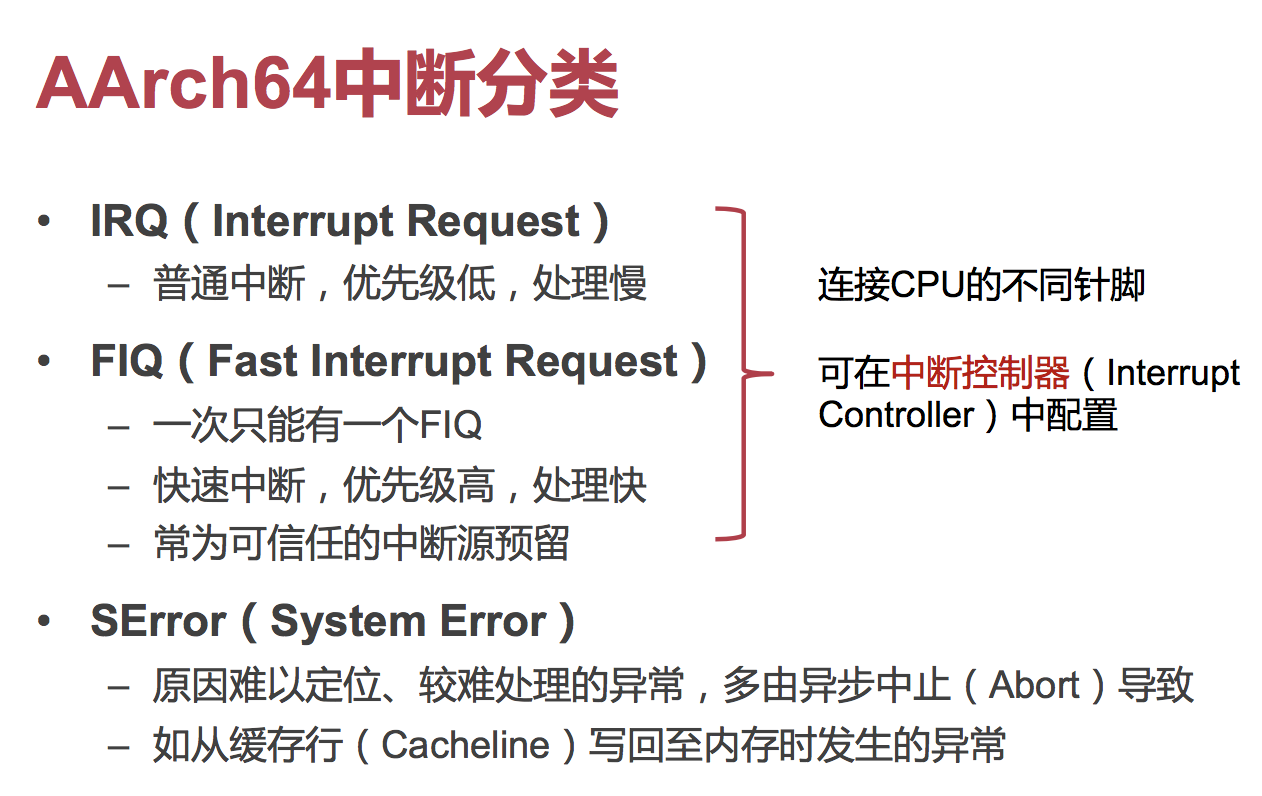 AArch64中断分类
• IRQ（Interrupt Request）
– 普通中断，优先级低，处理慢
• FIQ（Fast Interrupt Request）
– 一次只能有一个FIQ
– 快速中断，优先级高，处理快
– 常为可信任的中断源预留
连接CPU的不同针脚
可在中断控制器（Interrupt
Controller）中配置
• SError（System Error）
– 原因难以定位、较难处理的异常，多由异步中止（Abort）导致
– 如从缓存行（Cacheline）写回至内存时发生的异常